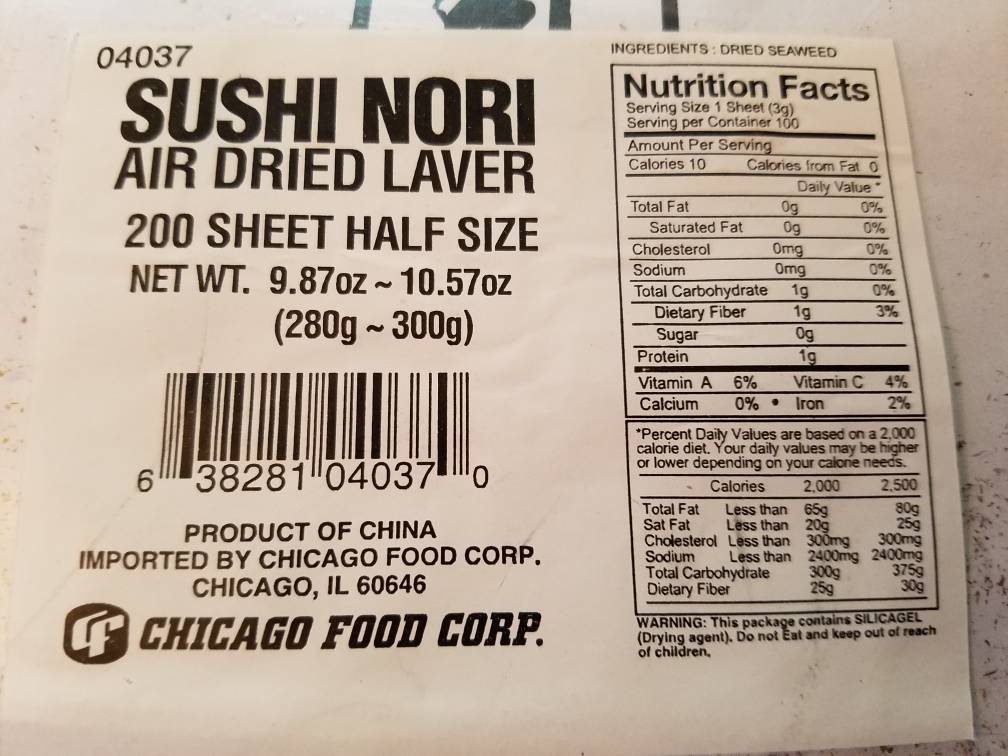 04037
SUSHI NORI
AIR DRIED LAVER
200 SHEET HALF SIZE
NET WT. 9.87oz ~ 10.57oz
(280g ~ 300g)
6 38281 04037 0
PRODUCT OF CHINA
IMPORTED BY CHICAGO FOOD CORP.
CHICAGO, IL 60646
CF CHICAGO FOOD CORP.
INGREDIENTS : DRIED SEAWEED
Nutrition Facts
Serving Size 1 Sheet (3g)
Serving per Container 100
Amount Per Serving
Calories 10 Calories from Fat 0
Daily Value *
Total Fat 0g 0%
Saturated Fat 0g 0%
Cholesterol 0mg 0%
Sodium 0mg 0%
Total Carbohydrate 1g 0%
Dietary Fiber 1g 3%
Sugar 0g
Protein 1g
Vitamin A 6% Vitamin C 4%
Calcium 0% • Iron 2%
*Percent Daily Values are based on a 2,000
calorie diet. Your daily values may be higher
or lower depending on your calorie needs.
Calories 2,000 2,500
Total Fat Less than 65g 80g
Sat Fat Less than 20g 25g
Cholesterol Less than 300mg 300mg
Sodium Less than 2400mg 2400mg
Total Carbohydrate 300g 375g
Dietary Fiber 25g 30g
WARNING: This package contains SILICAGEL
(Drying agent). Do not Eat and keep out of reach
of children.